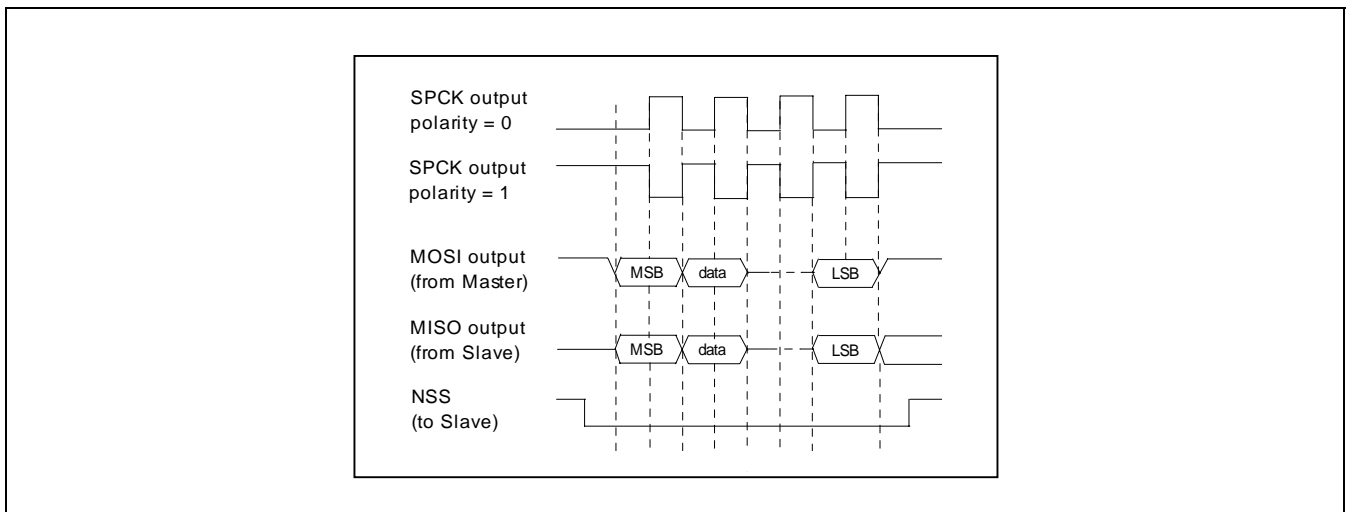 SPCK output
polarity = 0
SPCK output
polarity = 1
MOSI output
(from Master)
MSB
data
LSB
MISO output
(from Slave)
MSB
data
LSB
NSS
(to Slave)